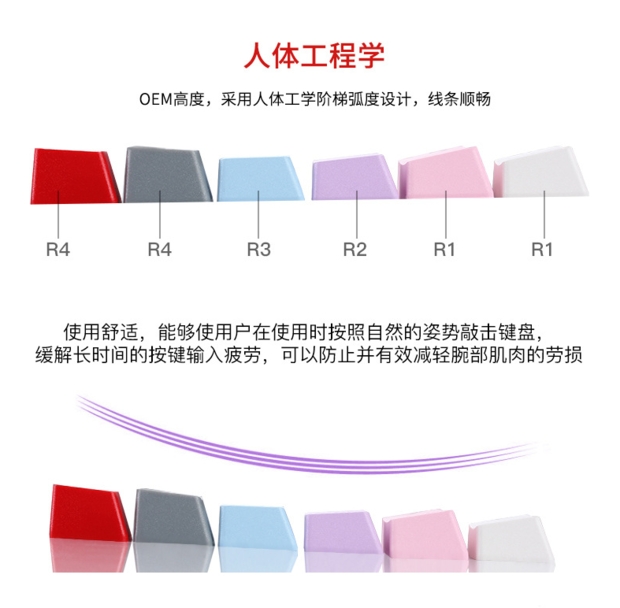 人体工程学
OEM高度，采用人体工学阶梯弧度设计，线条顺畅
R4 R4 R3 R2 R1 R1
使用舒适，能够使用户在使用时按照自然的姿势敲击键盘，
缓解长时间的按键输入疲劳，可以防止并有效减轻腕部肌肉的劳损